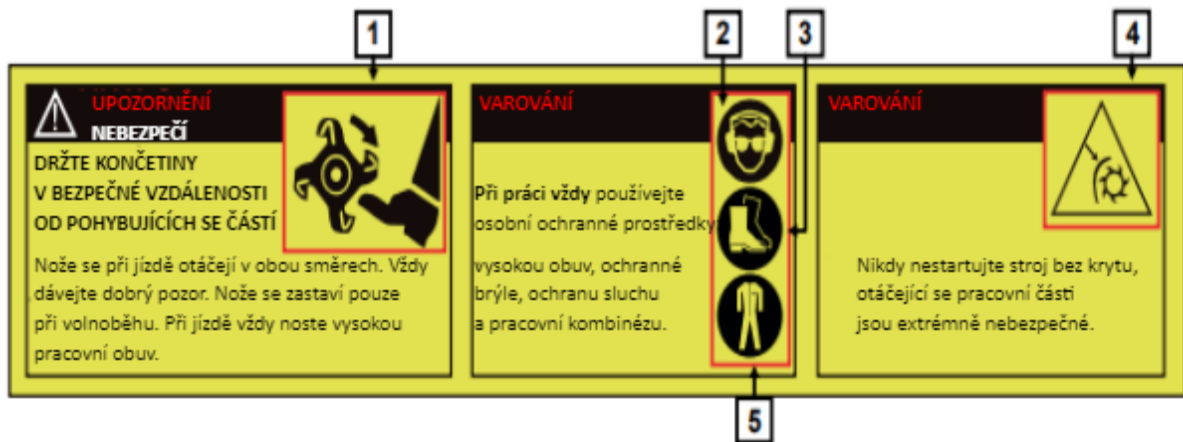 1
2
3
4
UPOZORNĚNÍ
NEBEZPEČÍ
DRŽTE KONČETINY
V BEZPEČNÉ VZDÁLENOSTI
OD POHYBUJÍCÍCH SE ČÁSTÍ
Nože se při jízdě otáčejí v obou směrech. Vždy
dávejte dobrý pozor. Nože se zastaví pouze
při volnoběhu. Při jízdě vždy noste vysokou
pracovní obuv.
VAROVÁNÍ
Při práci vždy používejte
osobní ochranné prostředky:
vysokou obuv, ochranné
brýle, ochranu sluchu
a pracovní kombinézu.
VAROVÁNÍ
Nikdy nestartujte stroj bez krytu,
otáčející se pracovní části
jsou extrémně nebezpečné.
5